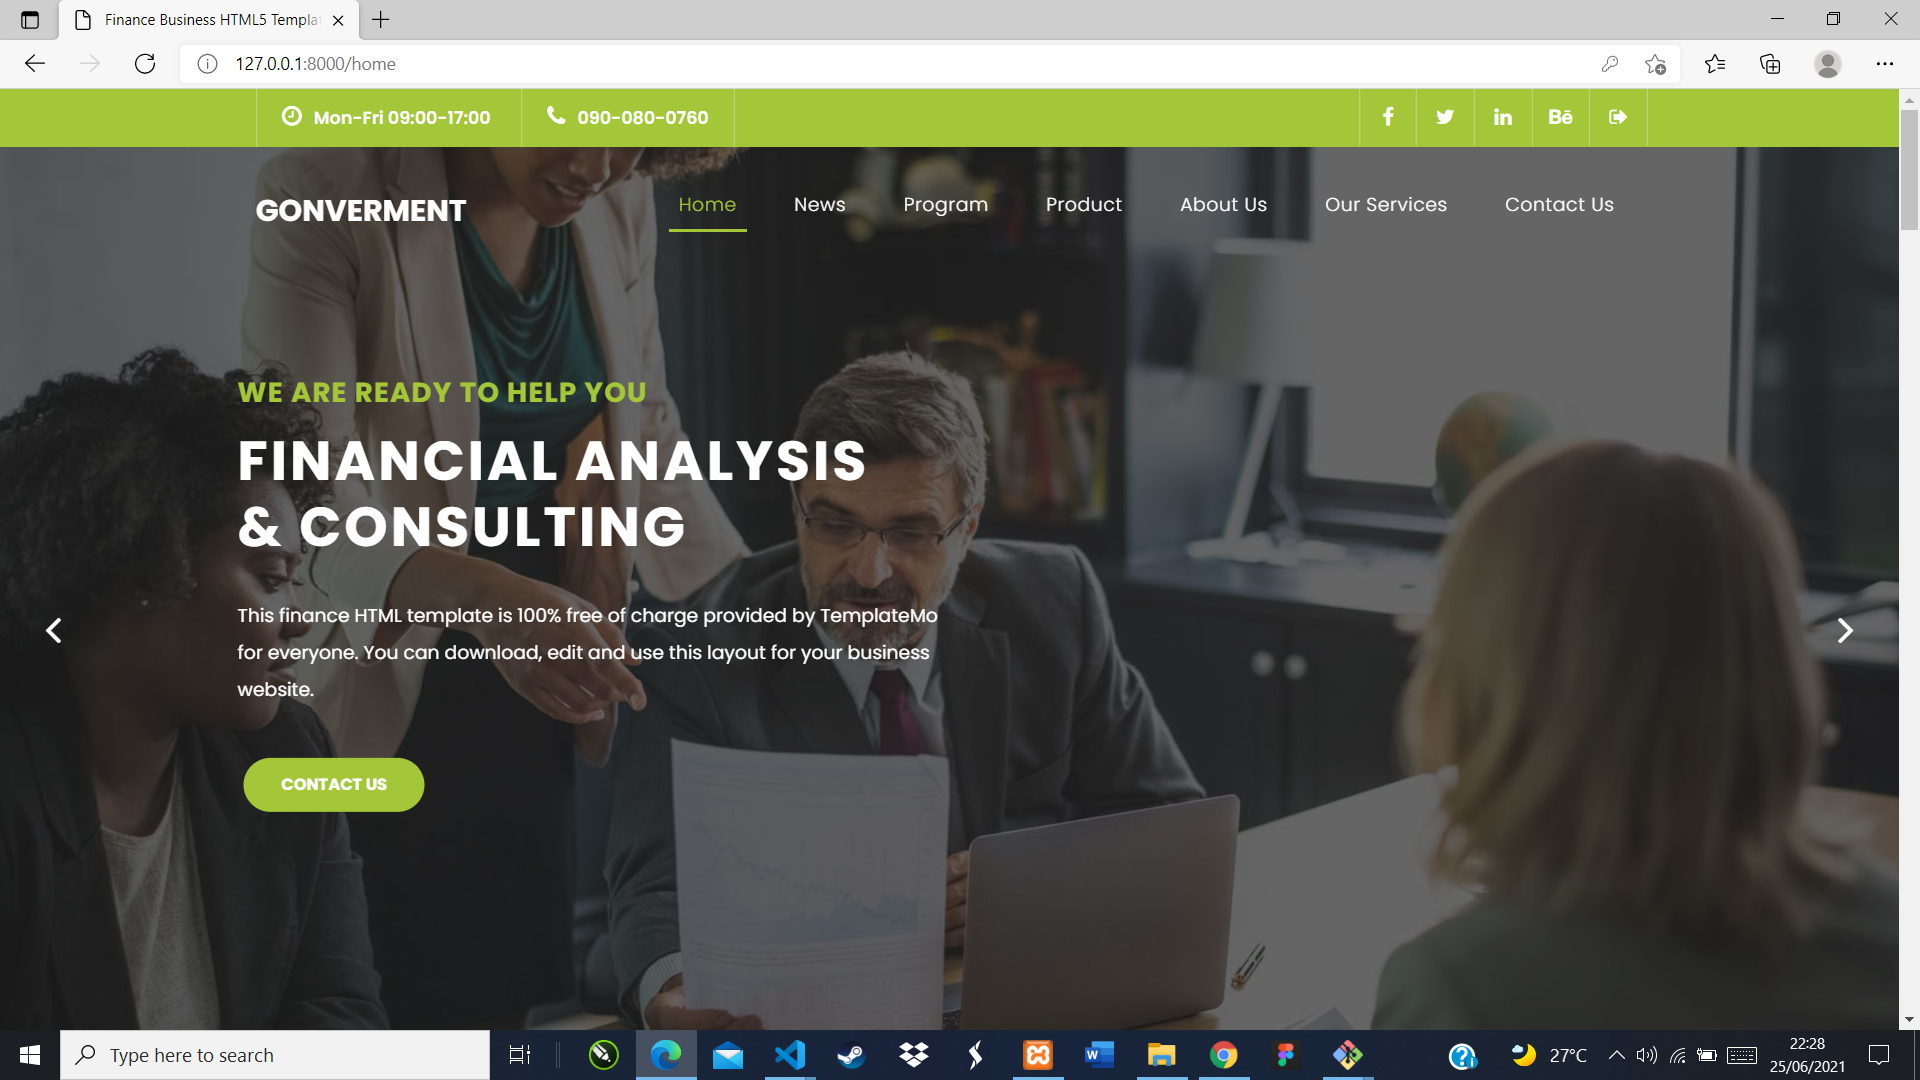 Finance Business HTML5 Templa
127.0.0.1:8000/home
Mon-Fri 09:00-17:00
090-080-0760
Bē
GONVERMENT
Home
News
Program
Product
About Us
Our Services
Contact Us
WE ARE READY TO HELP YOU
FINANCIAL ANALYSIS
& CONSULTING
This finance HTML template is 100% free of charge provided by TemplateMo
for everyone. You can download, edit and use this layout for your business
website.
CONTACT US
Type here to search
27°C
22:28
25/06/2021